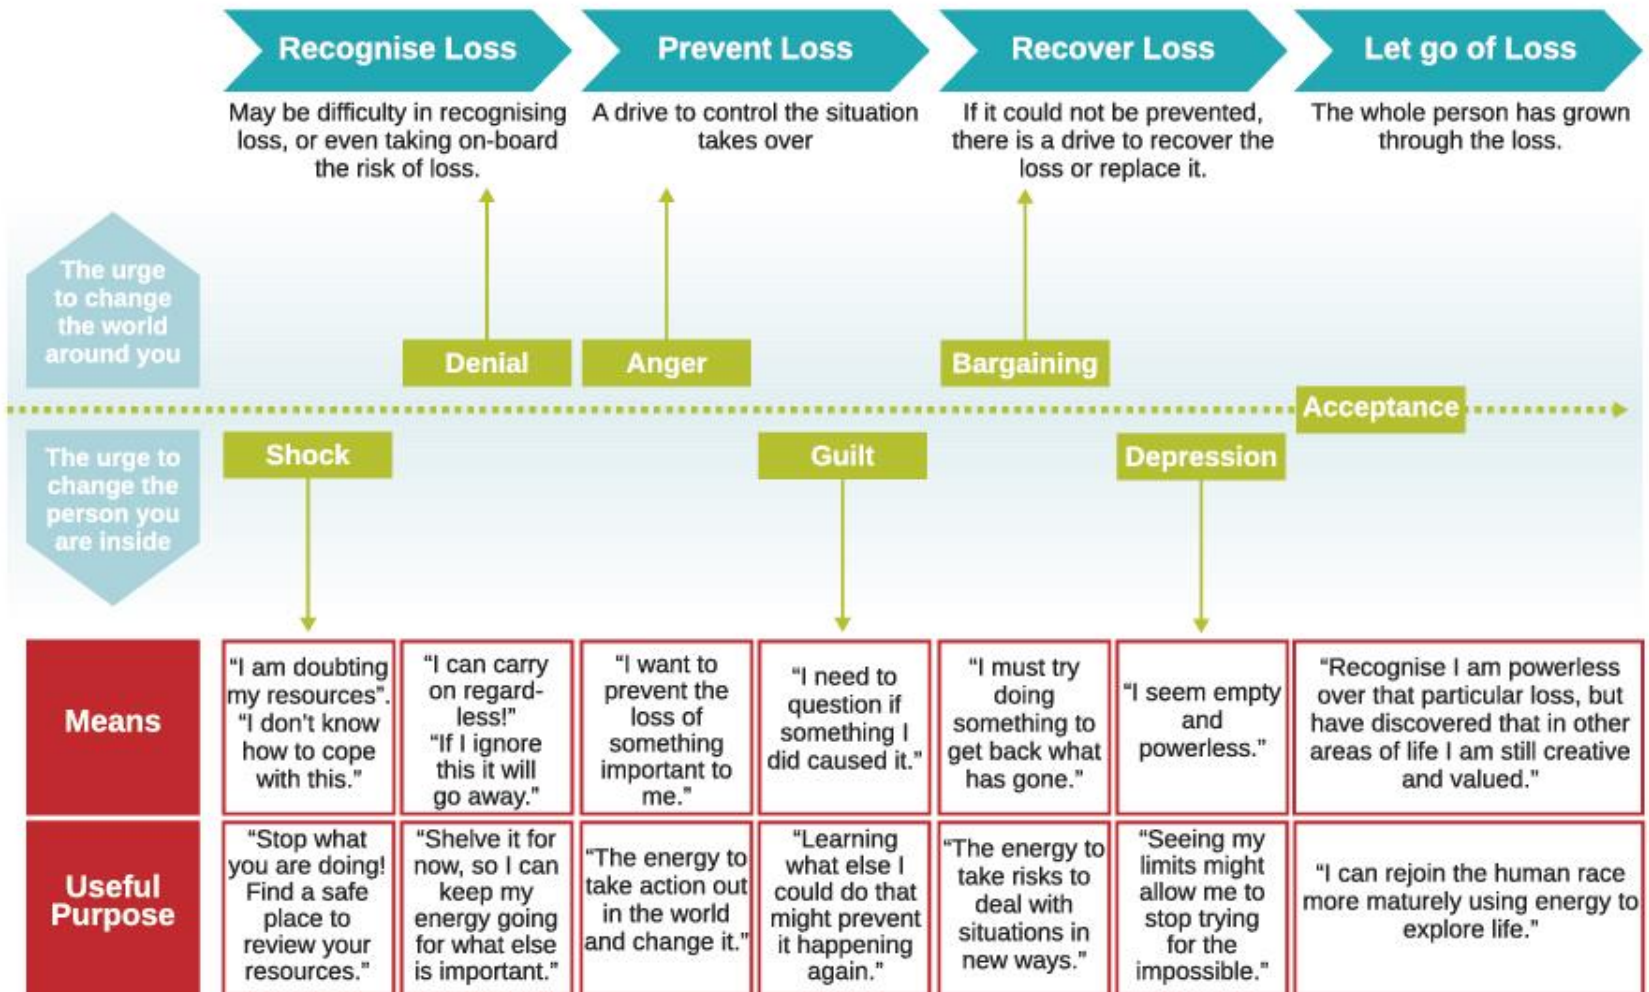 Recognise Loss
Prevent Loss
Recover Loss
Let go of Loss
May be difficulty in recognising
loss, or even taking on-board
the risk of loss.
A drive to control the situation
takes over
If it could not be prevented,
there is a drive to recover the
loss or replace it.
The whole person has grown
through the loss.
The urge
to change
the world
around you
Denial
Anger
Bargaining
Acceptance
The urge to
change the
person you
are inside
Shock
Guilt
Depression
Means
“I am doubting
my resources”.
“I don’t know
how to cope
with this.”
“I can carry
on regard-
less!”
“If I ignore
this it will
go away.”
“I want to
prevent the
loss of
something
important to
me.”
“I need to
question if
something I
did caused it.”
“I must try
doing
something to
get back what
has gone.”
“I seem empty
and
powerless.”
“Recognise I am powerless
over that particular loss, but
have discovered that in other
areas of life I am still creative
and valued.”
Useful
Purpose
“Stop what
you are doing!
Find a safe
place to
review your
resources.”
“Shelve it for
now, so I can
keep my
energy going
for what else
is important.”
“The energy to
take action out
in the world
and change it.”
“Learning
what else I
could do that
might prevent
it happening
again.”
“The energy to
take risks to
deal with
situations in
new ways.”
“Seeing my
limits might
allow me to
stop trying
for the
impossible.”
“I can rejoin the human race
more maturely using energy to
explore life.”